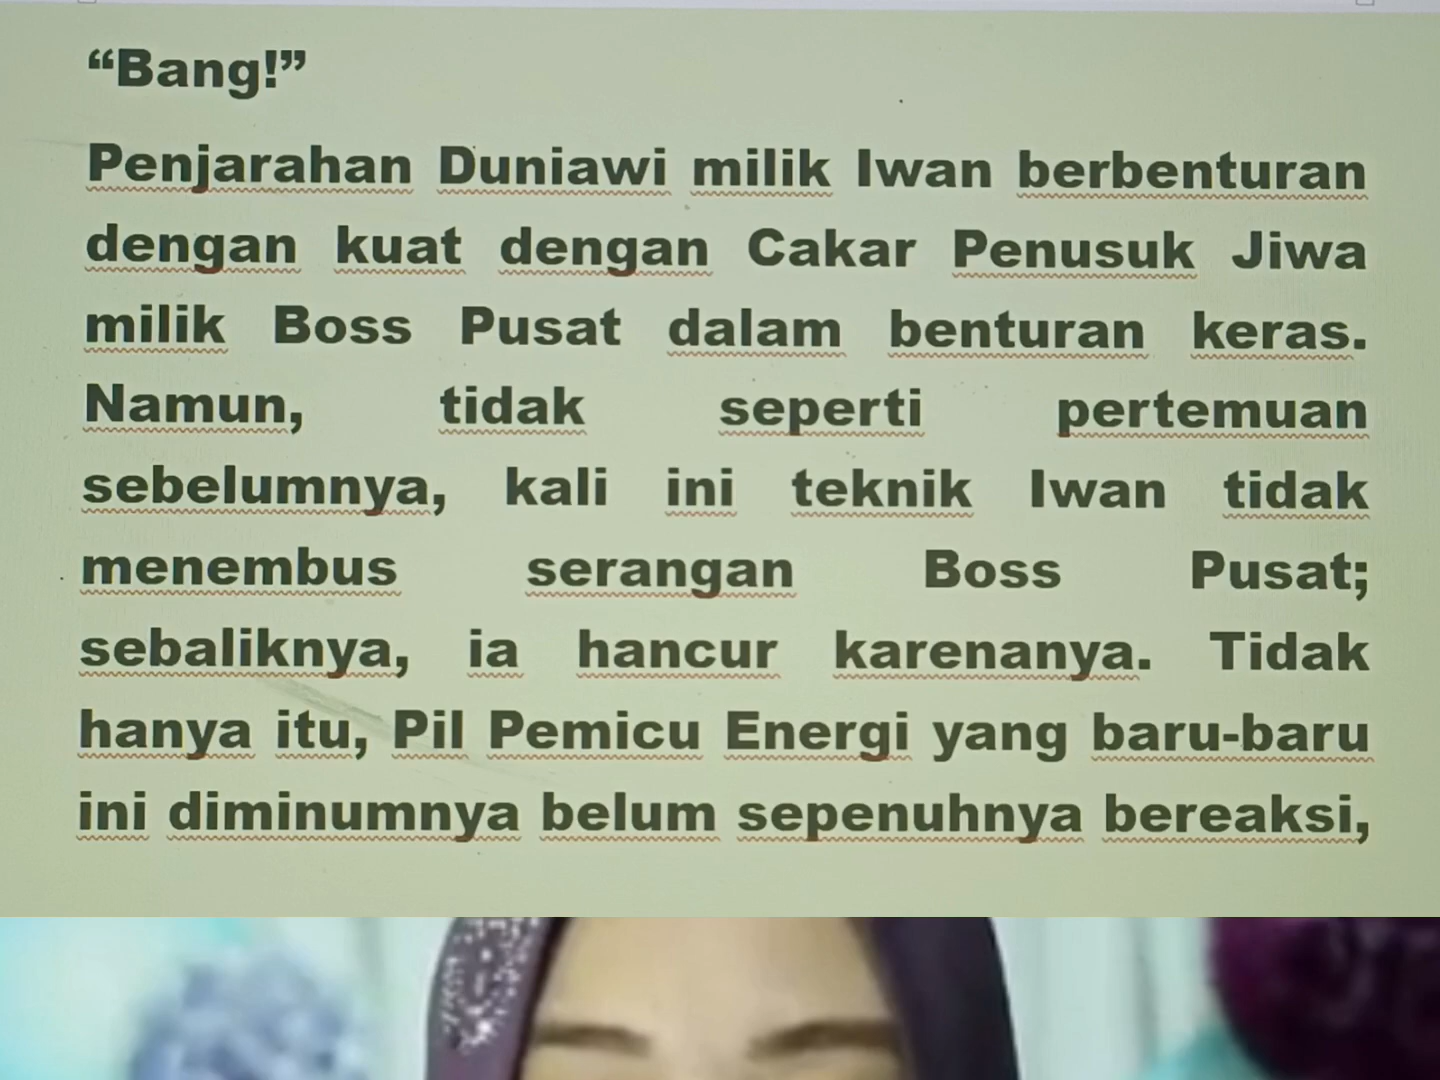 “Bang!”
Penjarahan Duniawi milik Iwan berbenturan
dengan kuat dengan Cakar Penusuk Jiwa
milik Boss Pusat dalam benturan keras.
Namun, tidak seperti pertemuan
sebelumnya, kali ini teknik Iwan tidak
menembus serangan Boss Pusat;
sebaliknya, ia hancur karenanya. Tidak
hanya itu, Pil Pemicu Energi yang baru-baru
ini diminumnya belum sepenuhnya bereaksi,